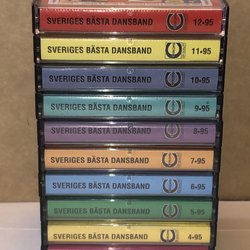 SVERIGES BÄSTA DANSBAND 12-95
SVERIGES BÄSTA DANSBAND 11-95
SVERIGES BÄSTA DANSBAND 10-95
SVERIGES BÄSTA DANSBAND 9-95
SVERIGES BÄSTA DANSBAND 8-95
SVERIGES BÄSTA DANSBAND 7-95
SVERIGES BÄSTA DANSBAND 6-95
SVERIGES BÄSTA DANSBAND 5-95
SVERIGES BÄSTA DANSBAND 4-95